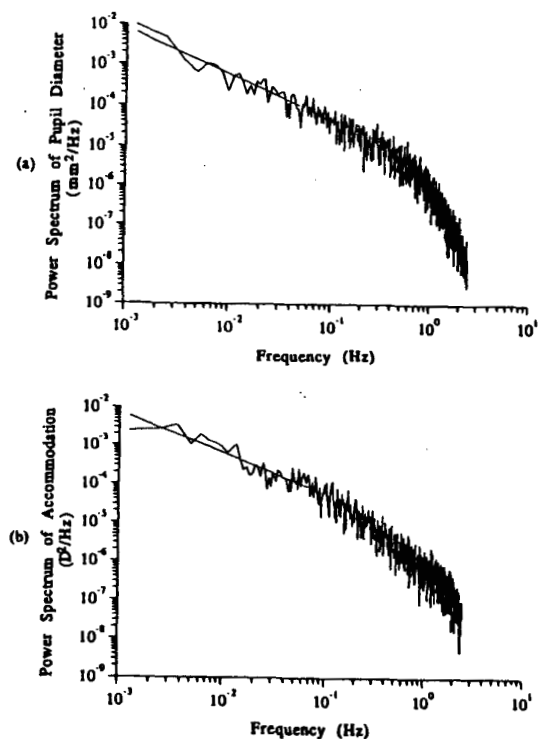 (a)
Power Spectrum of Pupil Diameter
(mm²/Hz)
10⁻²
10⁻³
10⁻⁴
10⁻⁵
10⁻⁶
10⁻⁷
10⁻⁸
10⁻⁹
10⁻³ 10⁻² 10⁻¹ 10⁰ 10¹
Frequency (Hz)
(b)
Power Spectrum of Accommodation
(D²/Hz)
10⁻²
10⁻³
10⁻⁴
10⁻⁵
10⁻⁶
10⁻⁷
10⁻⁸
10⁻⁹
10⁻³ 10⁻² 10⁻¹ 10⁰ 10¹
Frequency (Hz)